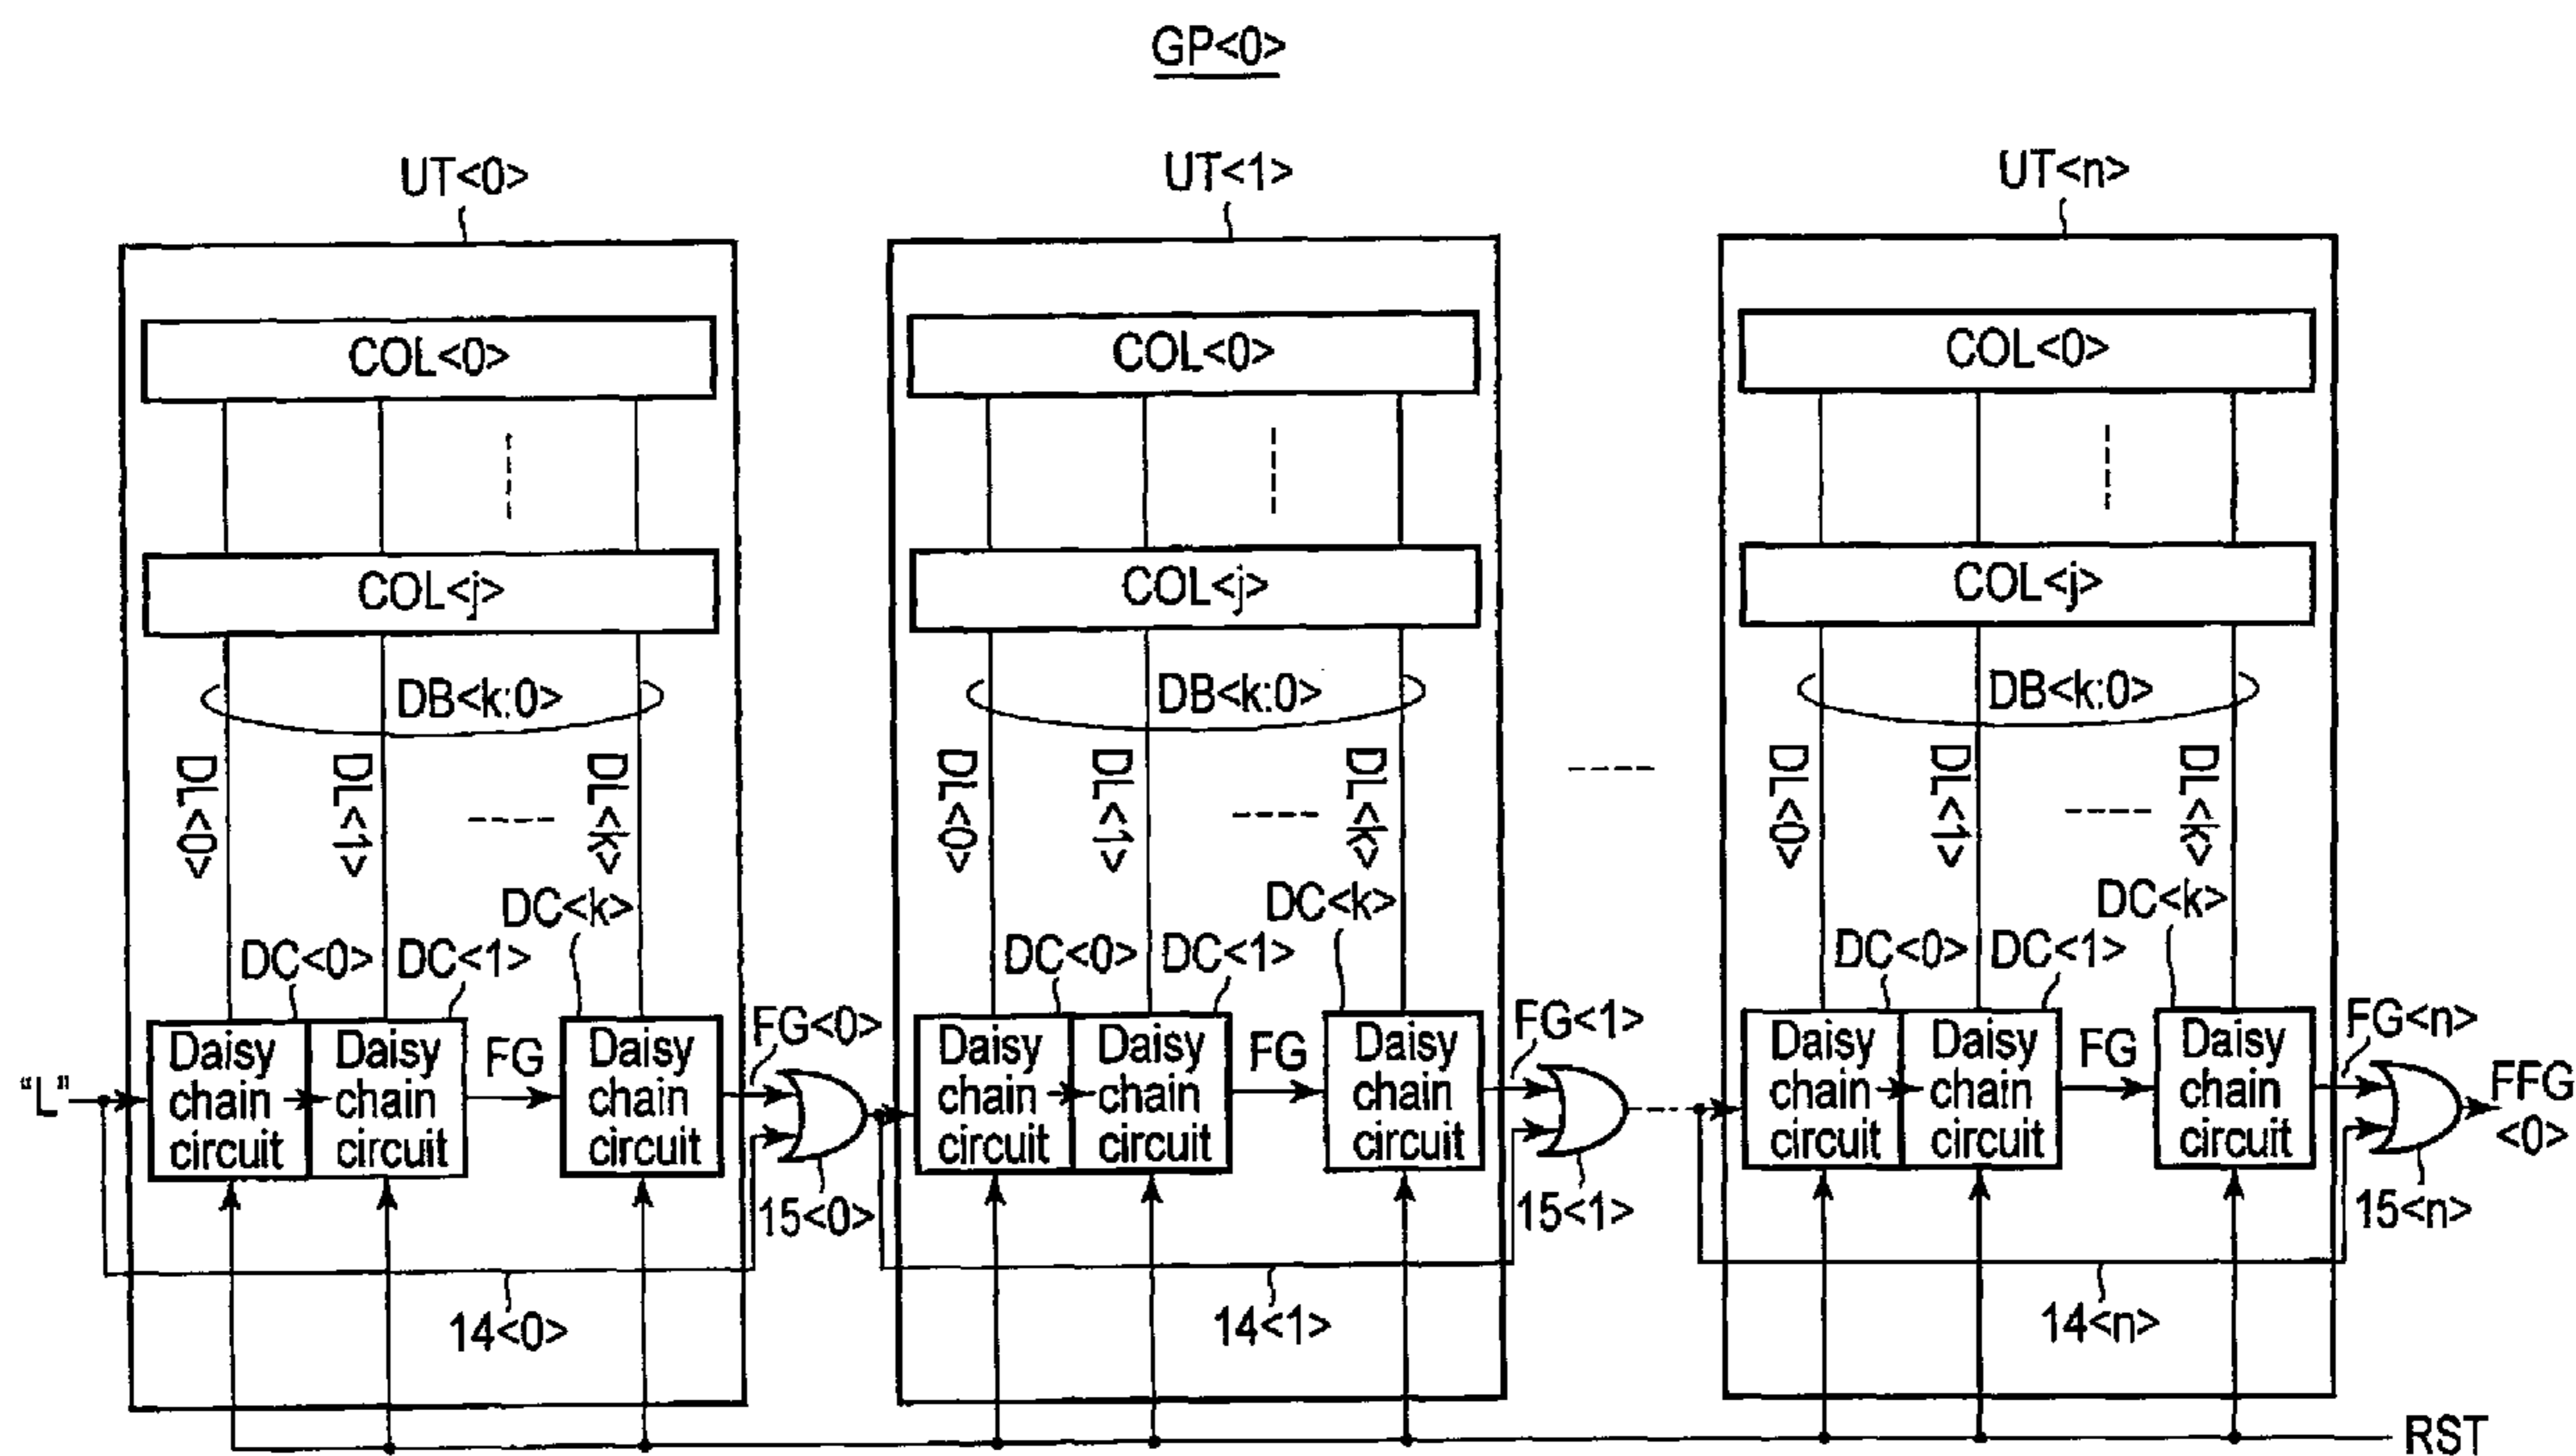 GP<0>
UT<0> UT<1> UT<n>
COL<0> COL<0> COL<0>
COL<j> COL<j> COL<j>
DB<k:0> DB<k:0> DB<k:0>
DL<0> DL<1> DL<k> DL<0> DL<1> DL<k> DL<0> DL<1> DL<k>
DC<k> DC<k> DC<k>
DC<0> DC<1> DC<0> DC<1> DC<0> DC<1>
FG<0> FG<1> FG<n>
"L"
Daisy chain circuit
Daisy chain circuit
FG
Daisy chain circuit
Daisy chain circuit
Daisy chain circuit
FG
Daisy chain circuit
Daisy chain circuit
Daisy chain circuit
FG
Daisy chain circuit
FFG
<0>
15<0> 15<1> 15<n>
14<0> 14<1> 14<n>
RST